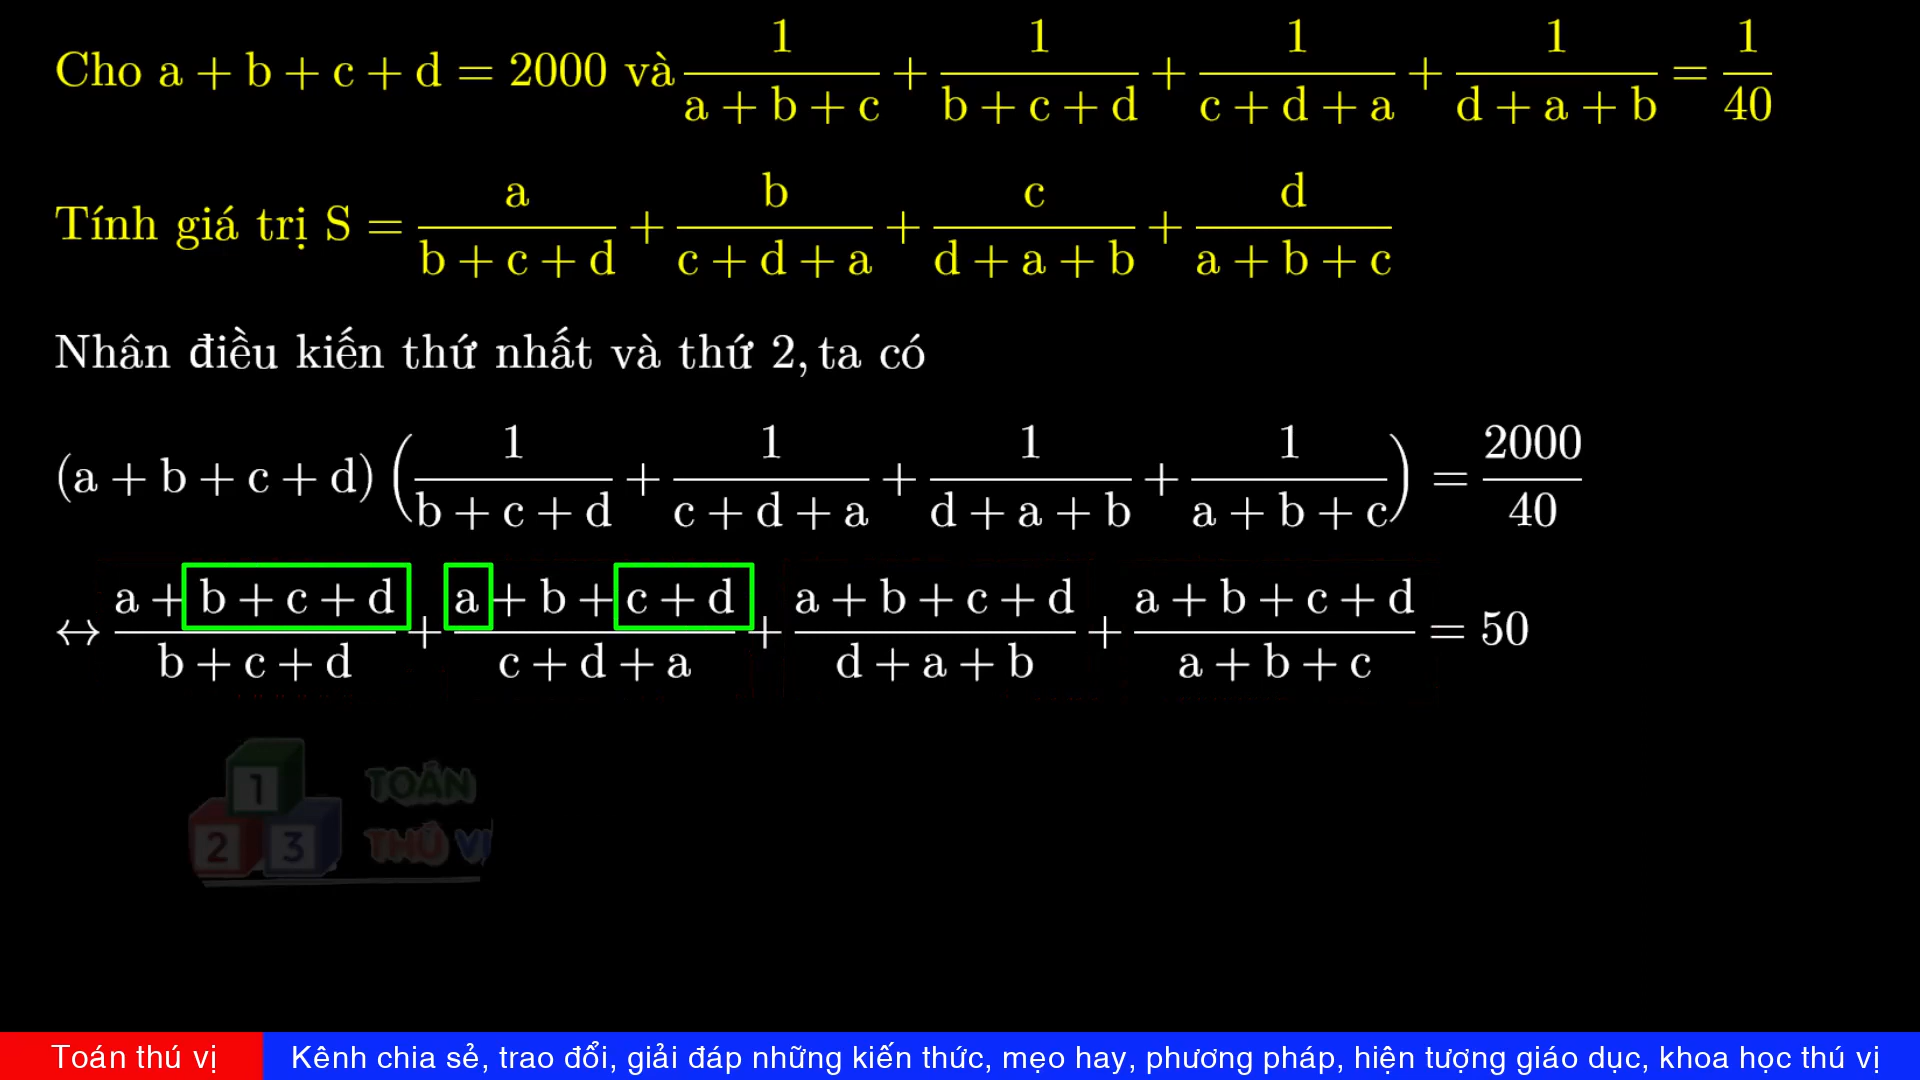 Cho a + b + c + d = 2000 và 1/(a + b + c) + 1/(b + c + d) + 1/(c + d + a) + 1/(d + a + b) = 1/40
Tính giá trị S = a/(b + c + d) + b/(c + d + a) + c/(d + a + b) + d/(a + b + c)
Nhân điều kiến thứ nhất và thứ 2, ta có
(a + b + c + d) (1/(b + c + d) + 1/(c + d + a) + 1/(d + a + b) + 1/(a + b + c)) = 2000/40
↔ (a + b + c + d)/(b + c + d) + (a + b + c + d)/(c + d + a) + (a + b + c + d)/(d + a + b) + (a + b + c + d)/(a + b + c) = 50
1 TOÁN
2 3 THÚ VỊ
Toán thú vị Kênh chia sẻ, trao đổi, giải đáp những kiến thức, mẹo hay, phương pháp, hiện tượng giáo dục, khoa học thú vị